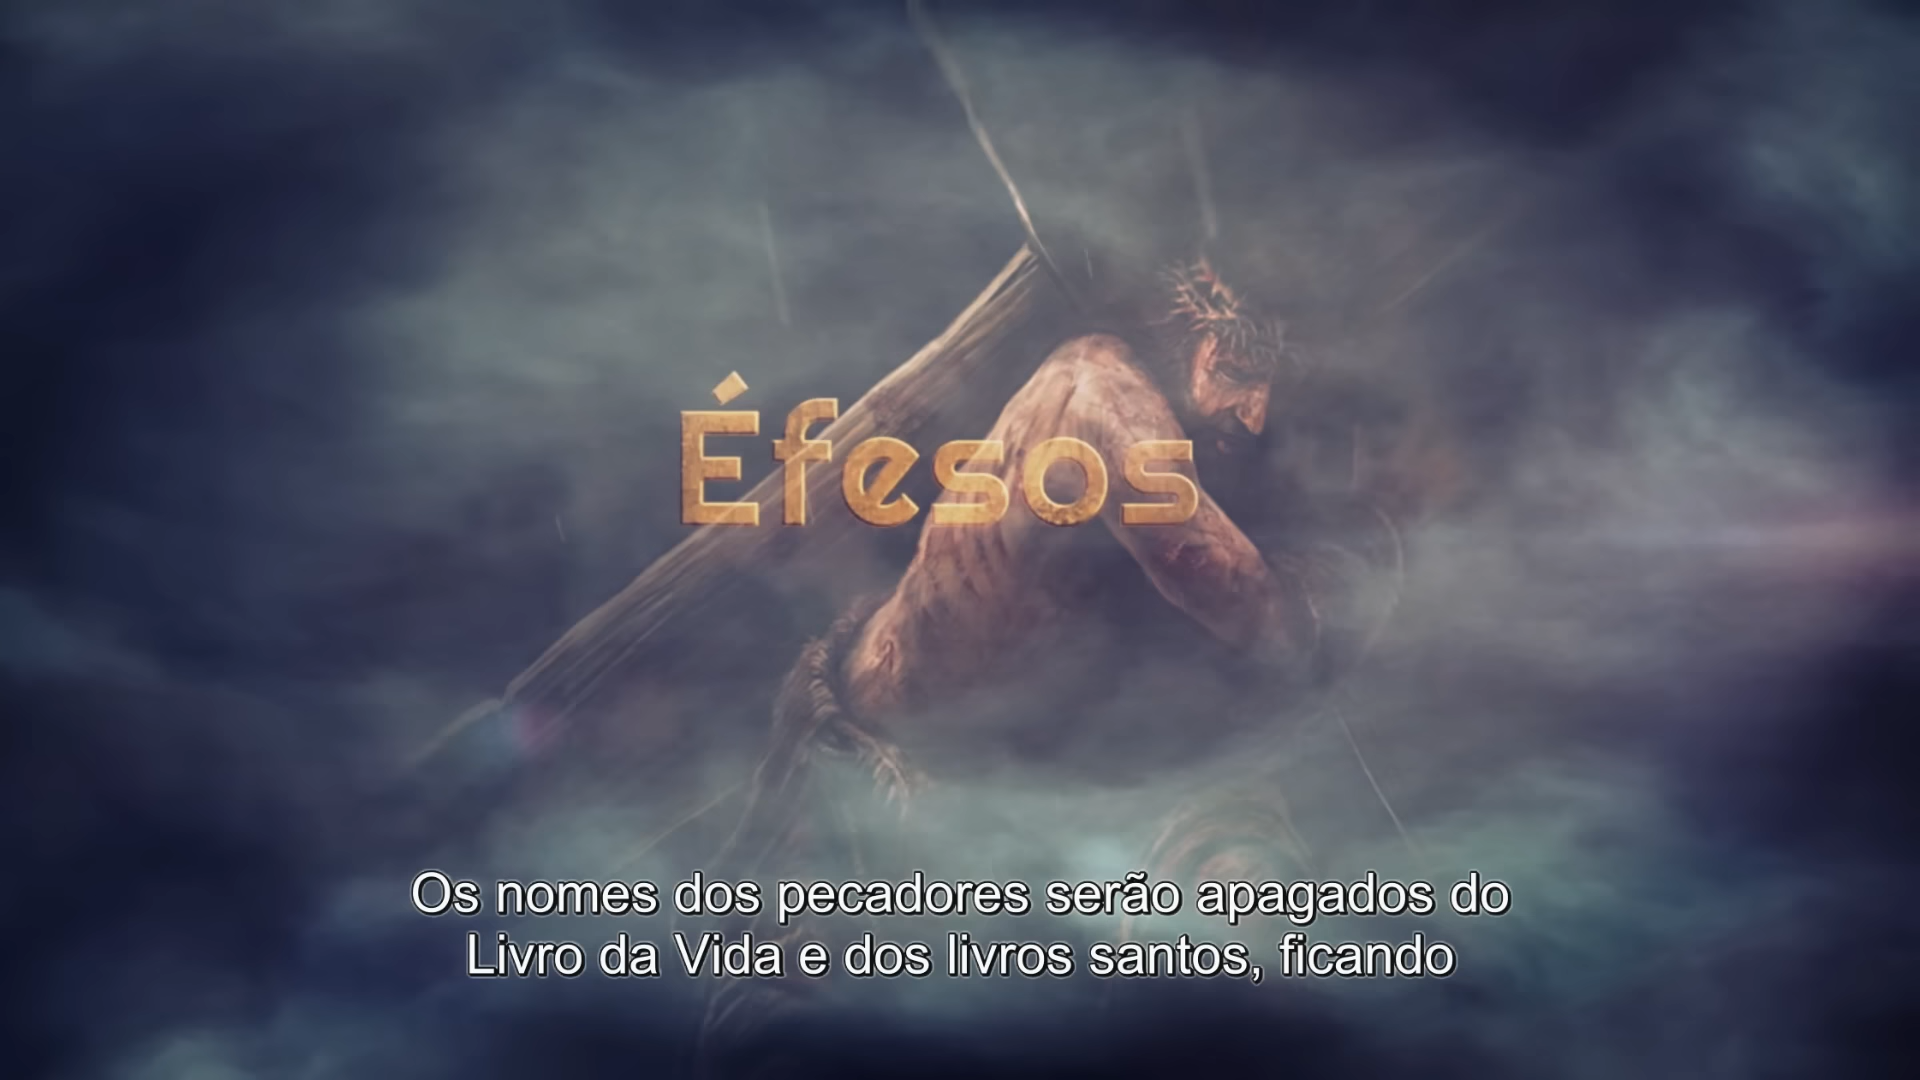 Éfesos
Os nomes dos pecadores serão apagados do
Livro da Vida e dos livros santos, ficando